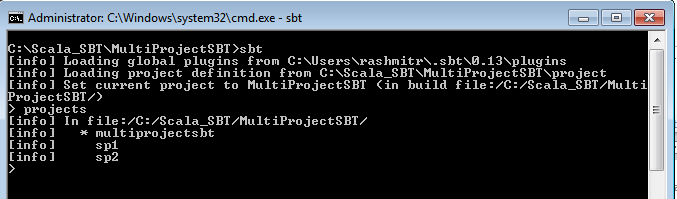 Administrator: C:\Windows\system32\cmd.exe - sbt
C:\Scala_SBT\MultiProjectSBT>sbt
[info] Loading global plugins from C:\Users\rashmitr\.sbt\0.13\plugins
[info] Loading project definition from C:\Scala_SBT\MultiProjectSBT\project
[info] Set current project to MultiProjectSBT (in build file:/C:/Scala_SBT/Multi
ProjectSBT/)
> projects
[info] In file:/C:/Scala_SBT/MultiProjectSBT/
[info]   * multiprojectsbt
[info]     sp1
[info]     sp2
>